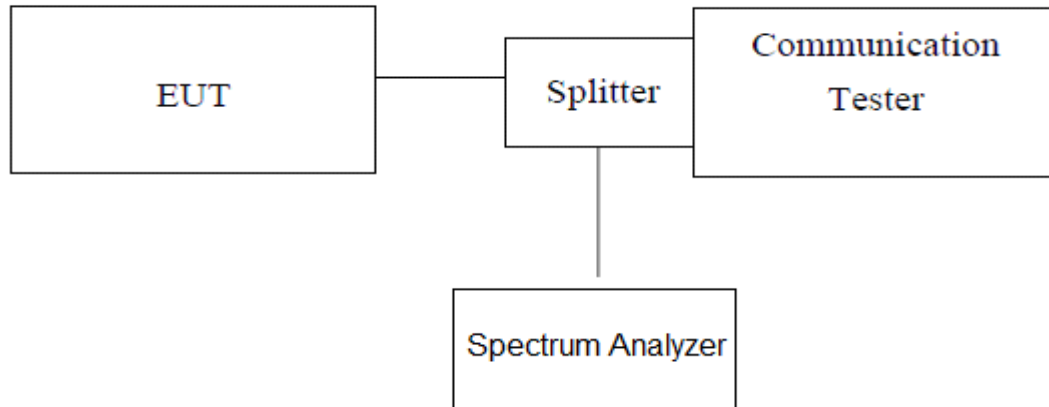 EUT
Splitter
Communication
Tester
Spectrum Analyzer